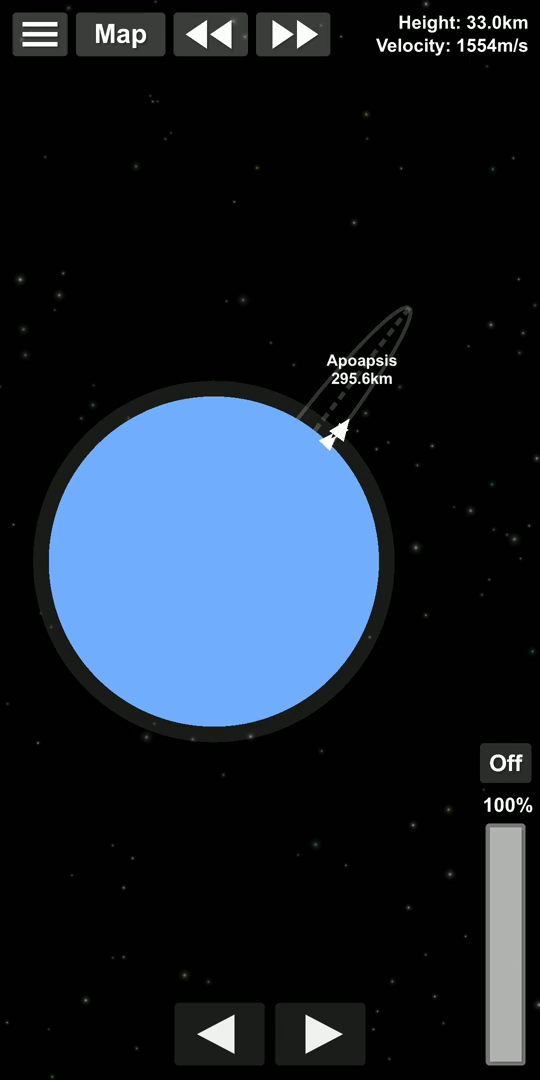 Map
Height: 33.0km
Velocity: 1554m/s
Apoapsis
295.6km
Off
100%